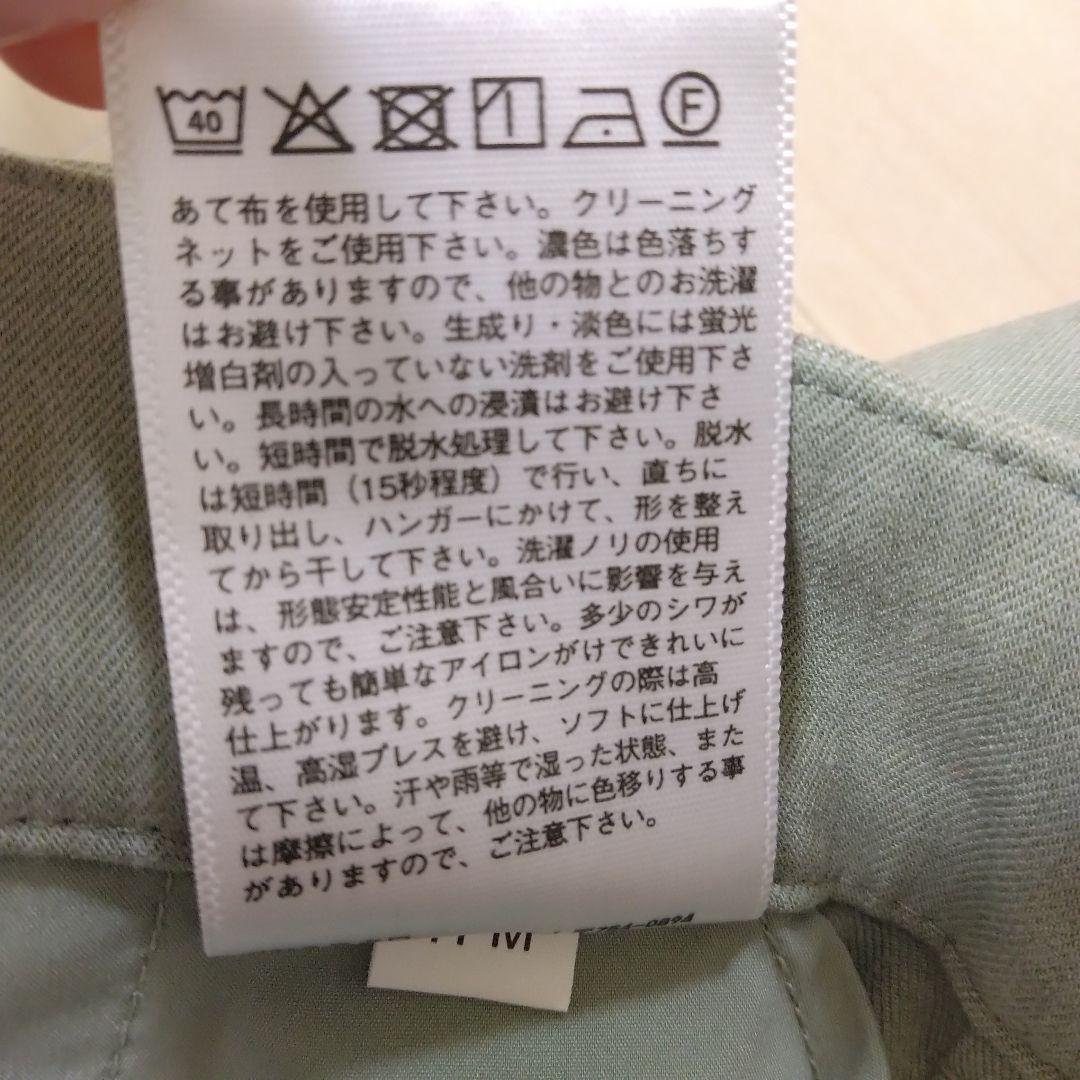 40 F
あて布を使用して下さい。クリーニング
ネットをご使用下さい。濃色は色落ちす
る事がありますので、他の物とのお洗濯
はお避け下さい。生成り・淡色には蛍光
増白剤の入っていない洗剤をご使用下さ
い。長時間の水への浸漬はお避け下さ
い。短時間で脱水処理して下さい。脱水
は短時間（15秒程度）で行い、直ちに
取り出し、ハンガーにかけて、形を整え
てから干して下さい。洗濯ノリの使用
は、形態安定性能と風合いに影響を与え
ますので、ご注意下さい。多少のシワが
残っても簡単なアイロンがけできれいに
仕上がります。クリーニングの際は高
温、高湿プレスを避け、ソフトに仕上げ
て下さい。汗や雨等で湿った状態、また
は摩擦によって、他の物に色移りする事
がありますので、ご注意下さい。
M